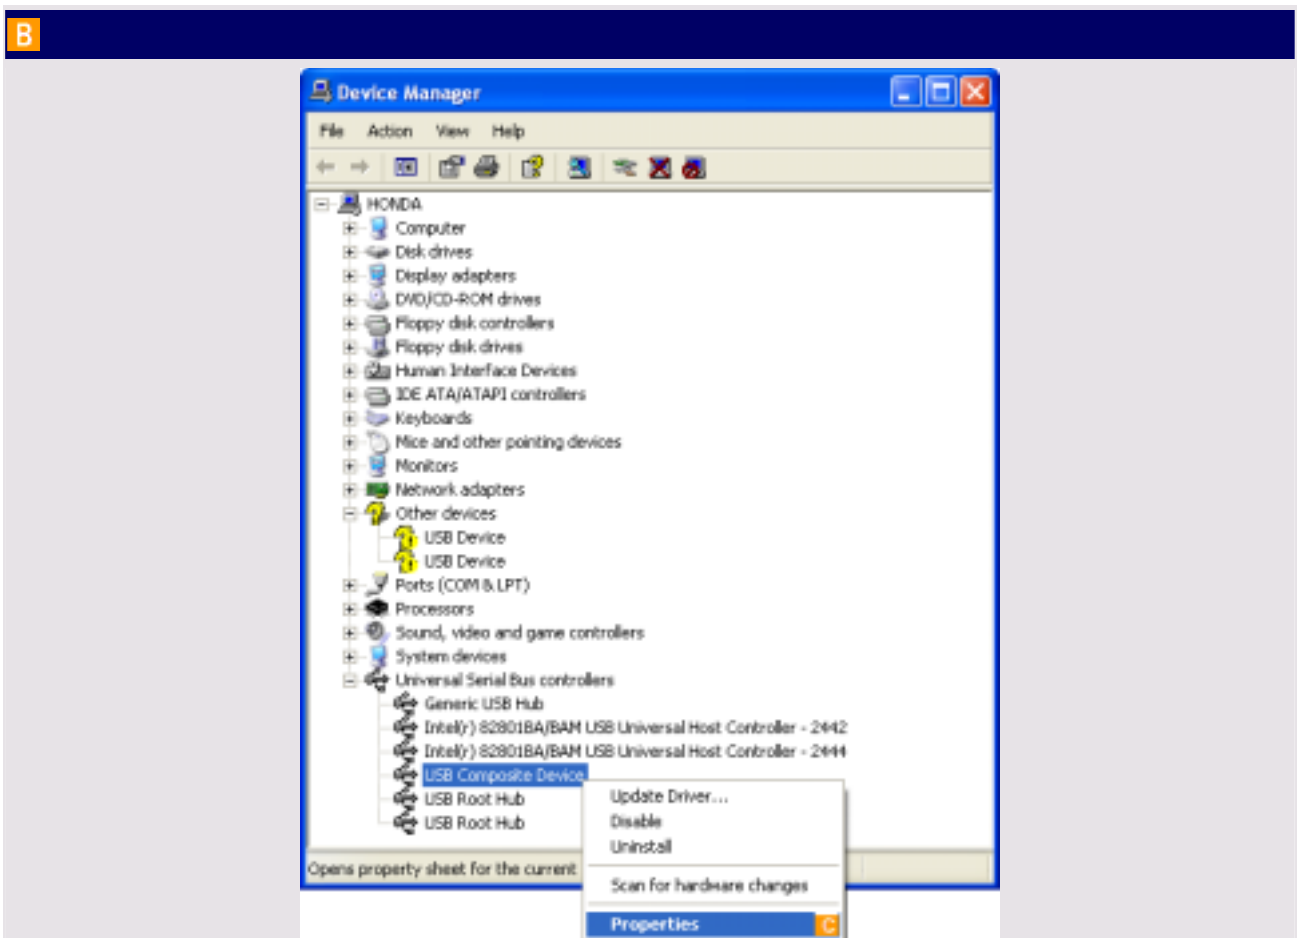 B
Device Manager
File Action View Help
HONDA
Computer
Disk drives
Display adapters
DVD/CD-ROM drives
Floppy disk controllers
Floppy disk drives
Human Interface Devices
IDE ATA/ATAPI controllers
Keyboards
Mice and other pointing devices
Monitors
Network adapters
Other devices
USB Device
USB Device
Ports (COM & LPT)
Processors
Sound, video and game controllers
System devices
Universal Serial Bus controllers
Generic USB Hub
Intel(r) 82801BA/BAM USB Universal Host Controller - 2442
Intel(r) 82801BA/BAM USB Universal Host Controller - 2444
USB Composite Device
USB Root Hub
USB Root Hub
Update Driver...
Disable
Uninstall
Scan for hardware changes
Properties C
Opens property sheet for the current